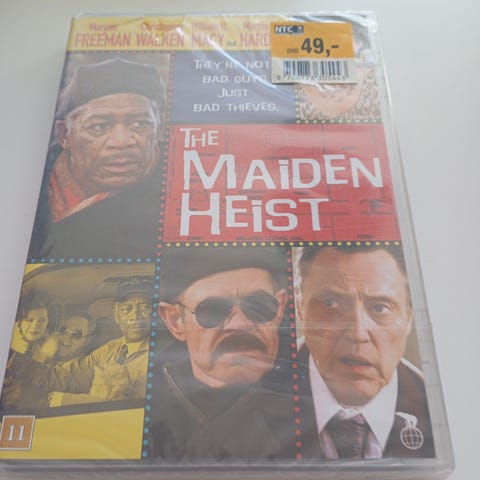 Morgan Christopher William H.
FREEMAN WALKEN MACY AND HARD
NTC
DVD 49,-
THEY'RE NOT
BAD GUYS.
JUST
BAD THIEVES.
THE
MAiDEN
HEiST
11